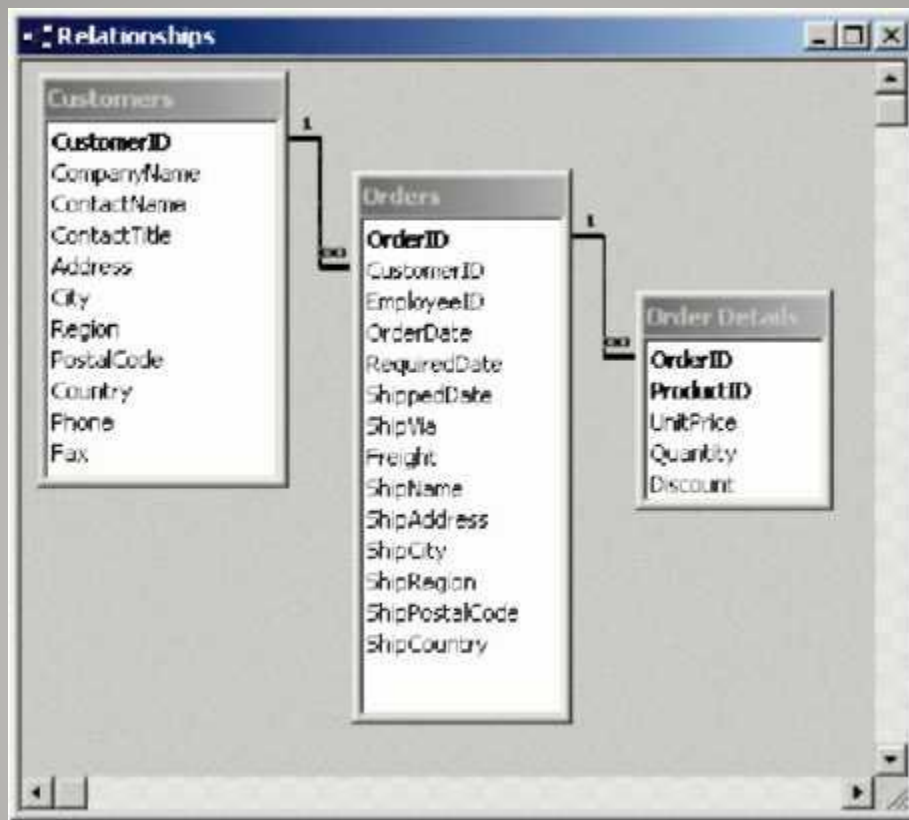 Relationships
Customers
CustomerID
CompanyName
ContactName
ContactTitle
Address
City
Region
PostalCode
Country
Phone
Fax
1
∞
Orders
OrderID
CustomerID
EmployeeID
OrderDate
RequiredDate
ShippedDate
ShipVia
Freight
ShipName
ShipAddress
ShipCity
ShipRegion
ShipPostalCode
ShipCountry
1
∞
Order Details
OrderID
ProductID
UnitPrice
Quantity
Discount